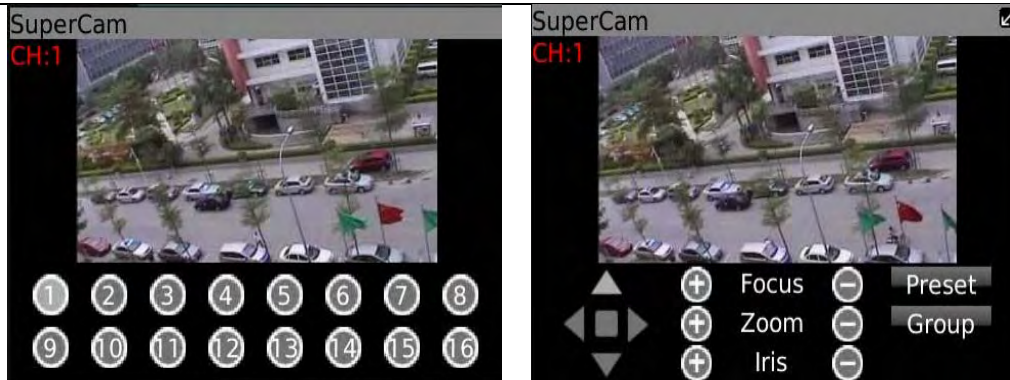 SuperCam
CH:1
1 2 3 4 5 6 7 8
9 10 11 12 13 14 15 16
SuperCam
CH:1
Focus Preset
Zoom Group
Iris